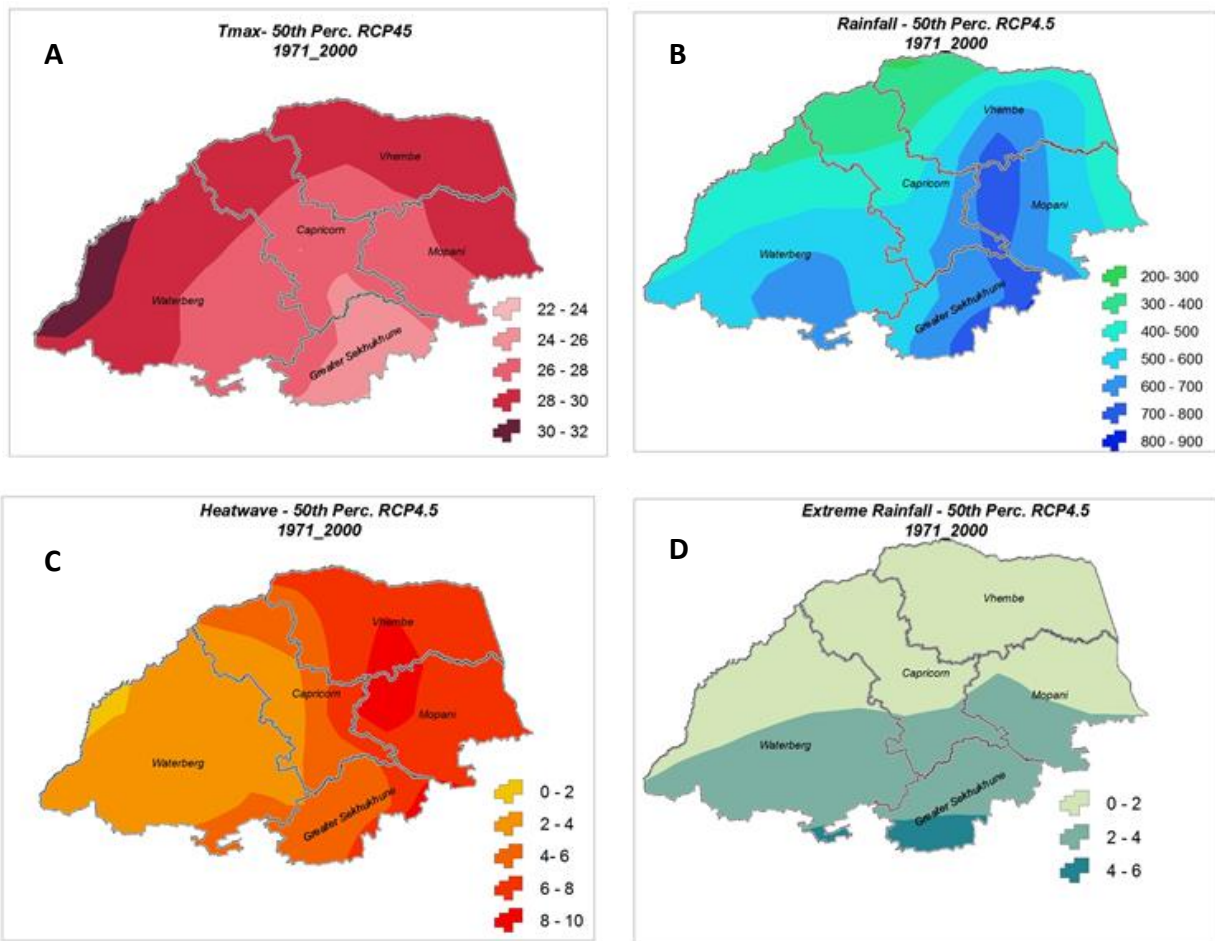 A
Tmax- 50th Perc. RCP45
1971_2000
Vhembe
Capricorn
Mopani
Waterberg
Greater Sekhukhune
22 - 24
24 - 26
26 - 28
28 - 30
30 - 32
B
Rainfall - 50th Perc. RCP4.5
1971_2000
Vhembe
Capricorn
Mopani
Waterberg
Greater Sekhukhune
200- 300
300 - 400
400- 500
500 - 600
600 - 700
700 - 800
800 - 900
C
Heatwave - 50th Perc. RCP4.5
1971_2000
Vhembe
Capricorn
Mopani
Waterberg
Greater Sekhukhune
0 - 2
2 - 4
4- 6
6 - 8
8 - 10
D
Extreme Rainfall - 50th Perc. RCP4.5
1971_2000
Vhembe
Capricorn
Mopani
Waterberg
Greater Sekhukhune
0 - 2
2 - 4
4 - 6